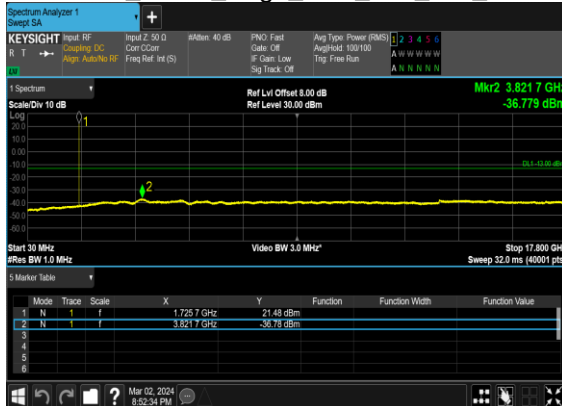 Spectrum Analyzer 1
Swept SA
+
KEYSIGHT
R T
LU
Input: RF
Coupling: DC
Align: Auto/No RF
Input Z: 50 Ω
Corr CCorr
Freq Ref: Int (S)
#Atten: 40 dB
PNO: Fast
Gate: Off
IF Gain: Low
Sig Track: Off
Avg Type: Power (RMS)
Avg|Hold: 100/100
Trig: Free Run
1 2 3 4 5 6
A W W W W W
A N N N N N
1 Spectrum
Scale/Div 10 dB
Ref Lvl Offset 8.00 dB
Ref Level 30.00 dBm
Mkr2 3.821 7 GHz
-36.779 dBm
Log
20.0
10.0
0.00
-10.0
-20.0
-30.0
-40.0
-50.0
-60.0
1
2
DL1 -13.00 dB
Start 30 MHz
#Res BW 1.0 MHz
Video BW 3.0 MHz*
Stop 17.800 GH
Sweep 32.0 ms (40001 pts
5 Marker Table
Mode Trace Scale X Y Function Function Width Function Value
1 N 1 f 1.725 7 GHz 21.48 dBm
2 N 1 f 3.821 7 GHz -36.78 dBm
3
4
5
6
?
Mar 02, 2024
8:52:34 PM